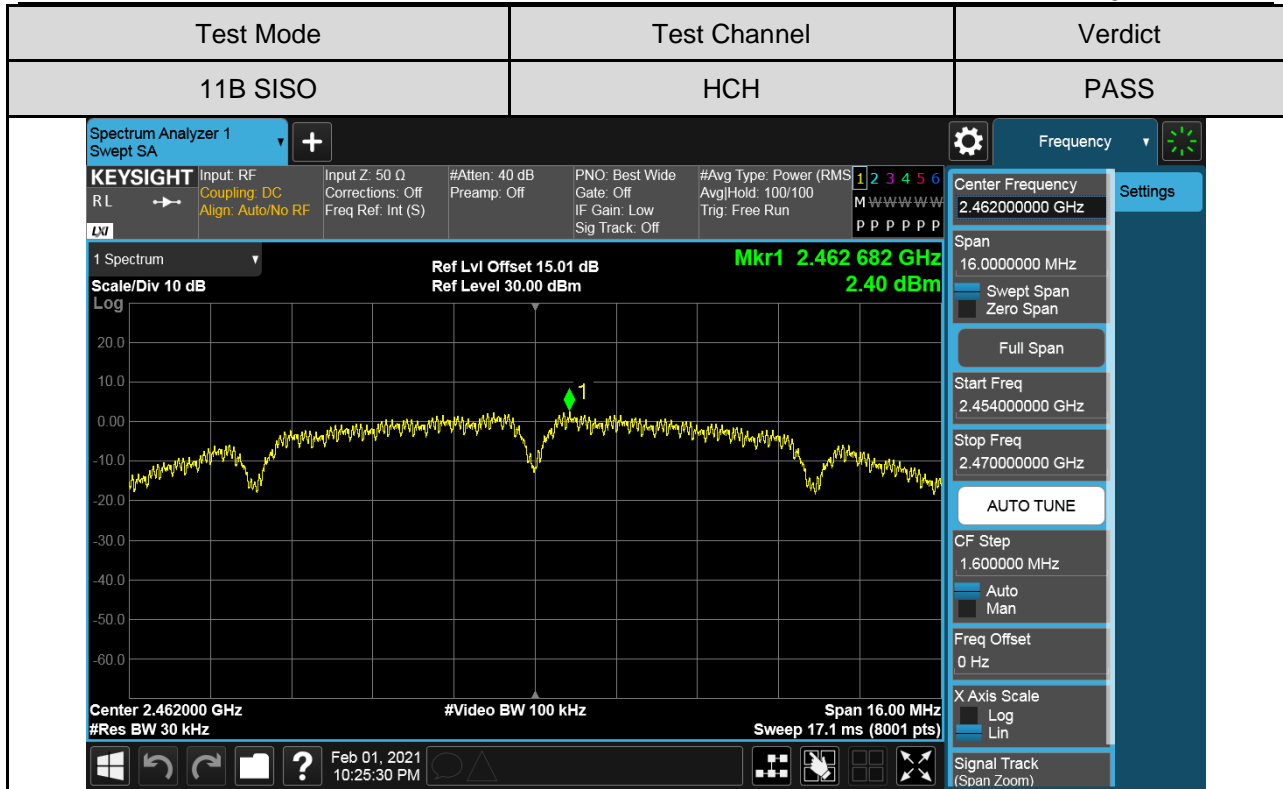 Test Mode Test Channel Verdict
11B SISO HCH PASS
Spectrum Analyzer 1
Swept SA
Frequency
KEYSIGHT
RL
LXI
Input: RF
Coupling: DC
Align: Auto/No RF
Input Z: 50 Ω
Corrections: Off
Freq Ref: Int (S)
#Atten: 40 dB
Preamp: Off
PNO: Best Wide
Gate: Off
IF Gain: Low
Sig Track: Off
#Avg Type: Power (RMS
Avg|Hold: 100/100
Trig: Free Run
1 2 3 4 5 6
M W W W W W
P P P P P P
1 Spectrum
Scale/Div 10 dB
Ref Lvl Offset 15.01 dB
Ref Level 30.00 dBm
Mkr1 2.462 682 GHz
2.40 dBm
Log
20.0
10.0
0.00
-10.0
-20.0
-30.0
-40.0
-50.0
-60.0
1
Center 2.462000 GHz
#Res BW 30 kHz
#Video BW 100 kHz
Span 16.00 MHz
Sweep 17.1 ms (8001 pts)
Feb 01, 2021
10:25:30 PM
Center Frequency
2.462000000 GHz
Span
16.0000000 MHz
Swept Span
Zero Span
Full Span
Start Freq
2.454000000 GHz
Stop Freq
2.470000000 GHz
AUTO TUNE
CF Step
1.600000 MHz
Auto
Man
Freq Offset
0 Hz
X Axis Scale
Log
Lin
Signal Track
(Span Zoom)
Settings